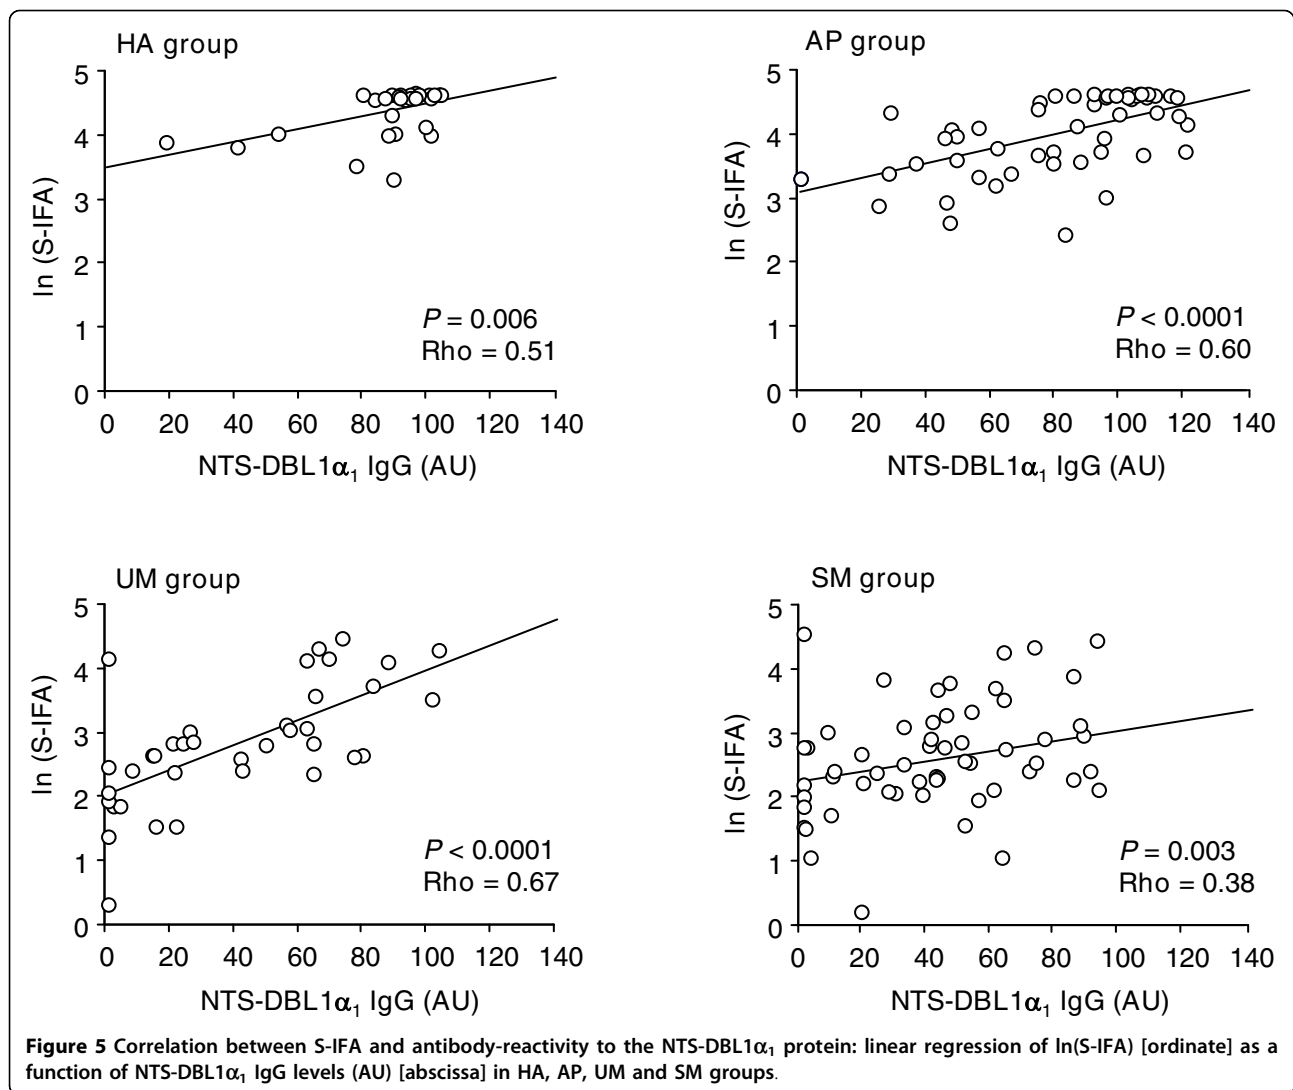 HA group
5
4
3
2
1
0
ln (S-IFA)
P = 0.006
Rho = 0.51
0 20 40 60 80 100 120 140
NTS-DBL1α₁ IgG (AU)
AP group
5
4
3
2
1
0
ln (S-IFA)
P < 0.0001
Rho = 0.60
0 20 40 60 80 100 120 140
NTS-DBL1α₁ IgG (AU)
UM group
5
4
3
2
1
0
ln (S-IFA)
P < 0.0001
Rho = 0.67
0 20 40 60 80 100 120 140
NTS-DBL1α₁ IgG (AU)
SM group
5
4
3
2
1
0
ln (S-IFA)
P = 0.003
Rho = 0.38
0 20 40 60 80 100 120 140
NTS-DBL1α₁ IgG (AU)
Figure 5 Correlation between S-IFA and antibody-reactivity to the NTS-DBL1α₁ protein: linear regression of ln(S-IFA) [ordinate] as a
function of NTS-DBL1α₁ IgG levels (AU) [abscissa] in HA, AP, UM and SM groups.